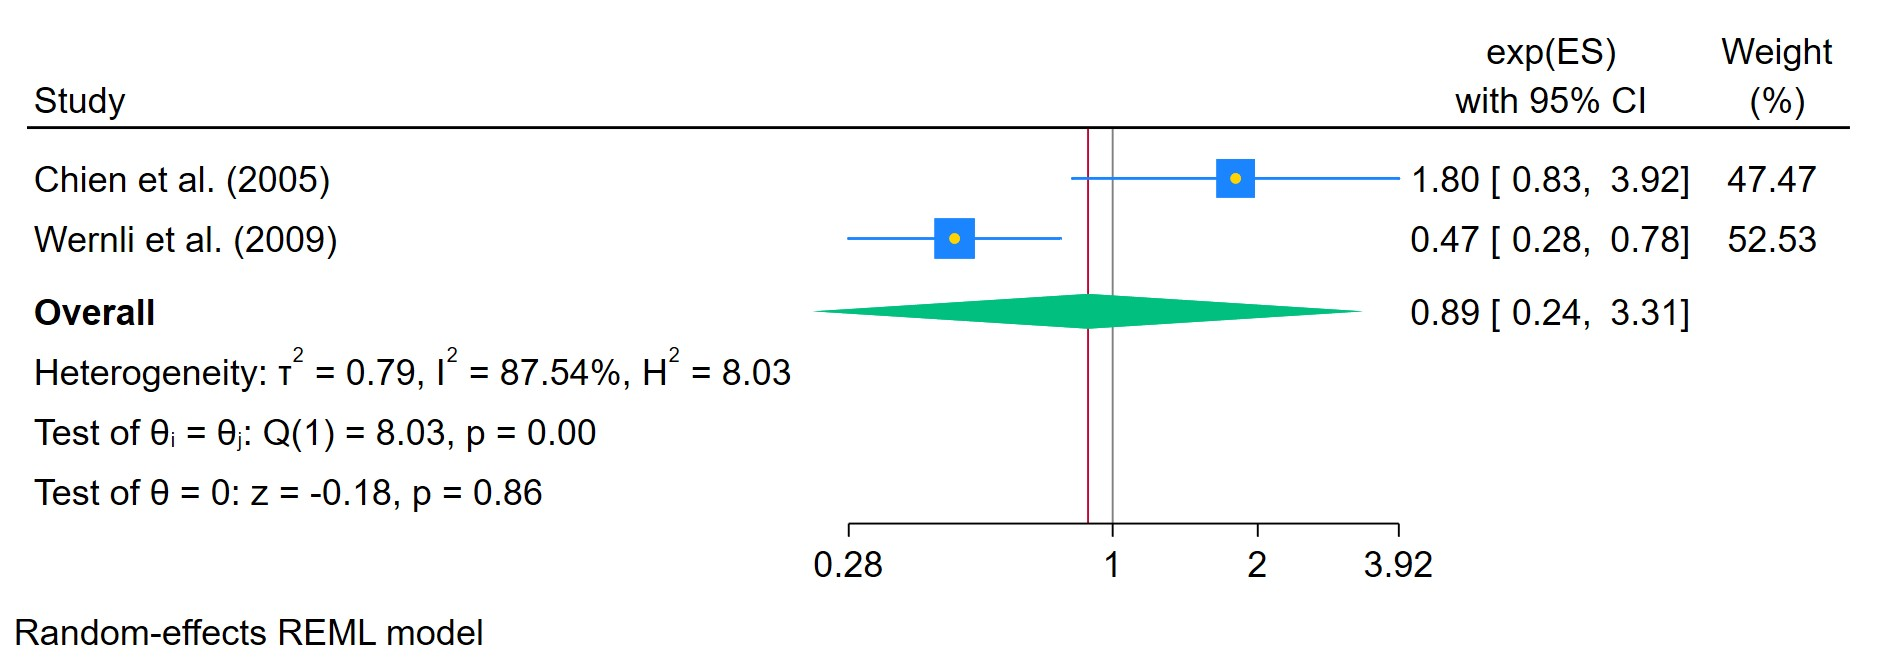 exp(ES) Weight
Study with 95% CI (%)
Chien et al. (2005) 1.80 [ 0.83, 3.92] 47.47
Wernli et al. (2009) 0.47 [ 0.28, 0.78] 52.53
Overall 0.89 [ 0.24, 3.31]
Heterogeneity: τ² = 0.79, I² = 87.54%, H² = 8.03
Test of θᵢ = θⱼ: Q(1) = 8.03, p = 0.00
Test of θ = 0: z = -0.18, p = 0.86
0.28 1 2 3.92
Random-effects REML model